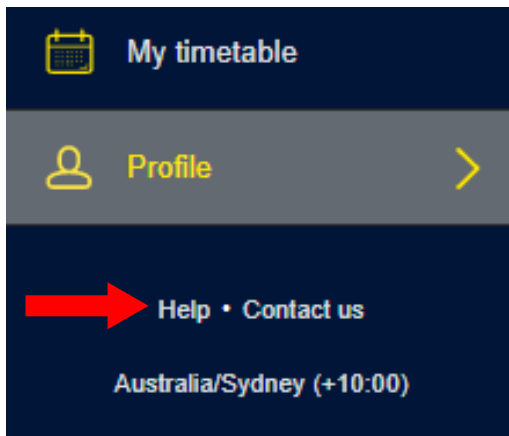 My timetable
Profile
Help • Contact us
Australia/Sydney (+10:00)